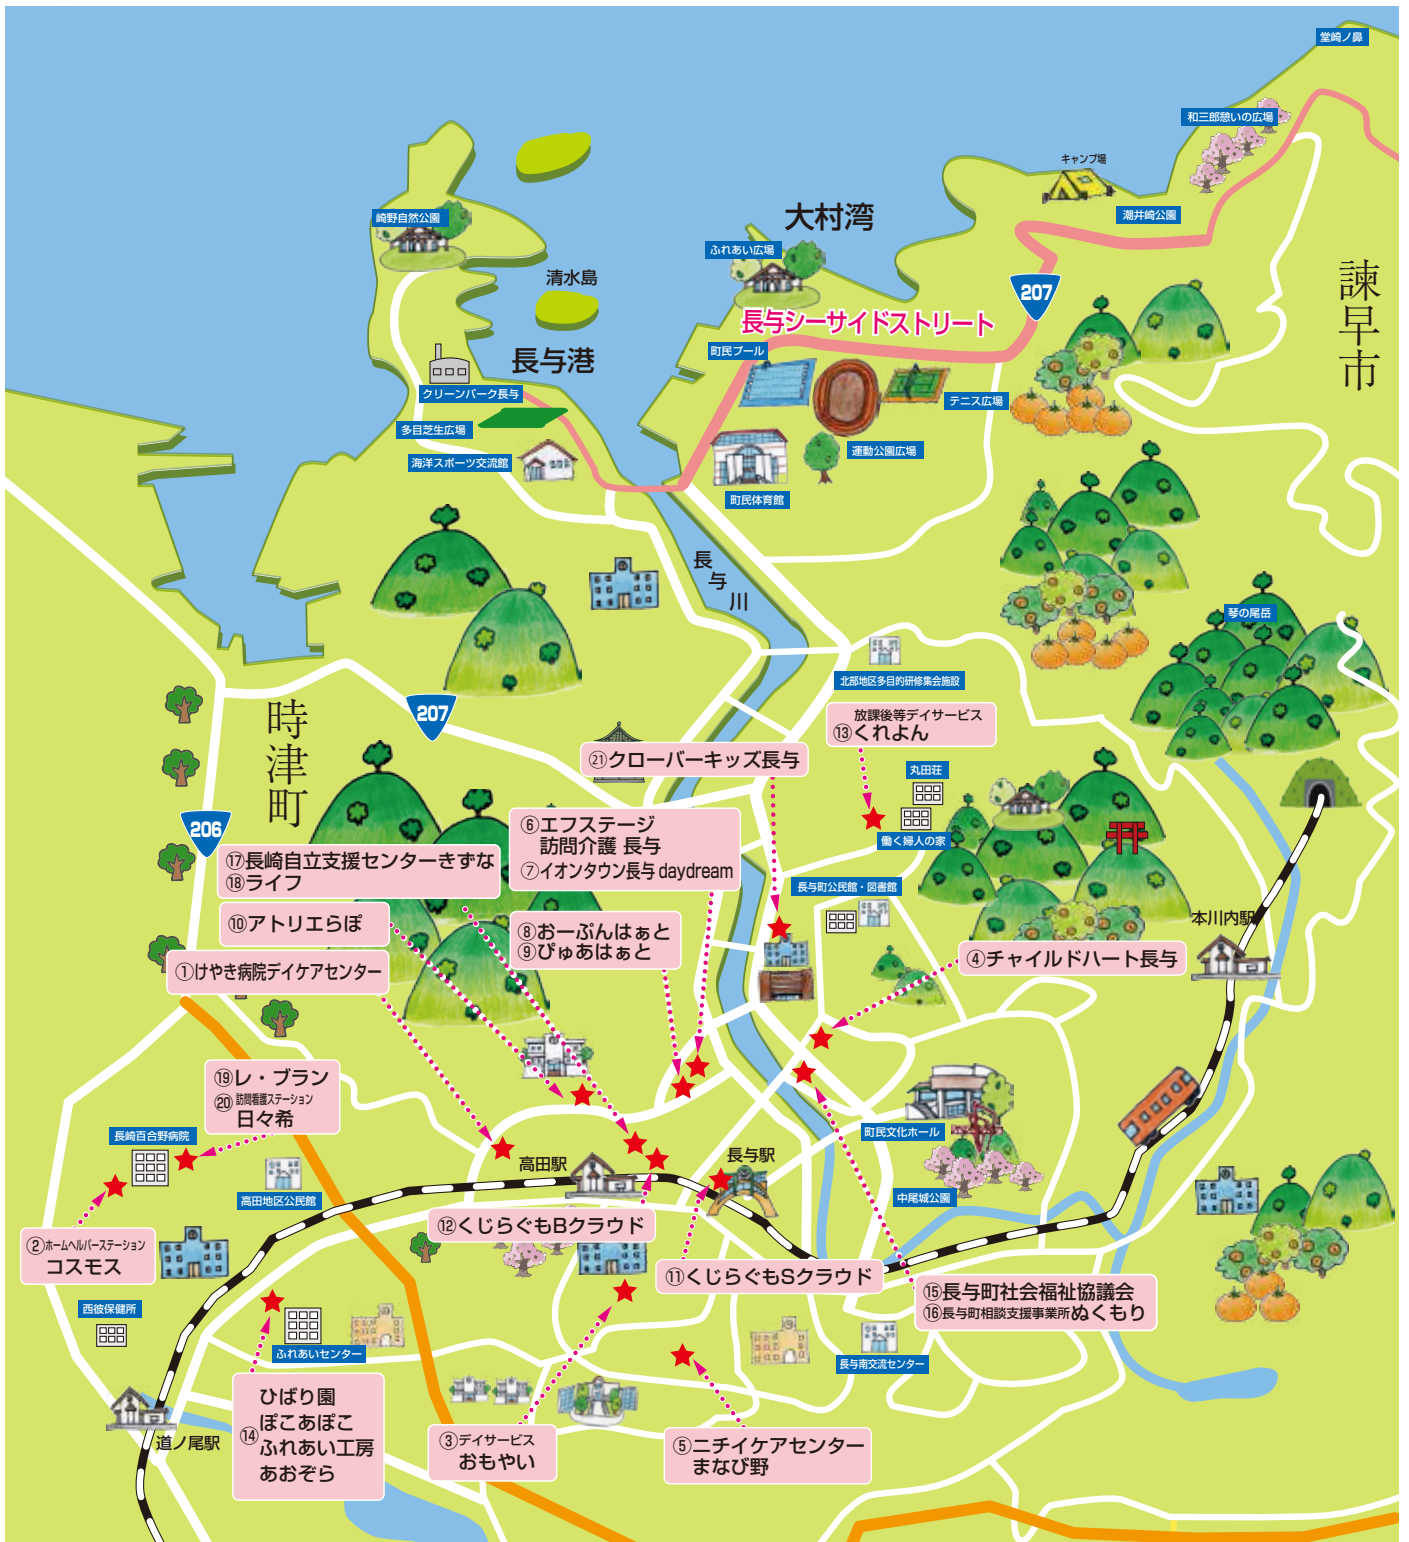 堂崎ノ鼻
和三郎憩いの広場
キャンプ場
潮井崎公園
大村湾
崎野自然公園
ふれあい広場
清水島
207
諫早市
長与シーサイドストリート
長与港
町民プール
クリーンパーク長与
テニス広場
多目芝生広場
運動公園広場
海洋スポーツ交流館
町民体育館
長与川
琴の尾岳
北部地区多目的研修集会施設
時津町
207
放課後等デイサービス
⑬くれよん
㉑クローバーキッズ長与
丸田荘
206
⑥エフステージ
訪問介護 長与
⑦イオンタウン長与 daydream
働く婦人の家
⑰長崎自立支援センターきずな
⑱ライフ
長与町公民館・図書館
⑩アトリエらぽ
⑧おーぷんはぁと
⑨ぴゅあはぁと
本川内駅
④チャイルドハート長与
①けやき病院デイケアセンター
⑲レ・ブラン
⑳訪問看護ステーション
日々希
長崎百合野病院
町民文化ホール
高田駅
長与駅
高田地区公民館
中尾城公園
⑫くじらぐもBクラウド
②ホームヘルパーステーション
コスモス
⑪くじらぐもSクラウド
⑮長与町社会福祉協議会
⑯長与町相談支援事業所ぬくもり
西彼保健所
ふれあいセンター
長与南交流センター
⑭
ひばり園
ぽこあぽこ
ふれあい工房
あおぞら
道ノ尾駅
③デイサービス
おもやい
⑤ニチイケアセンター
まなび野